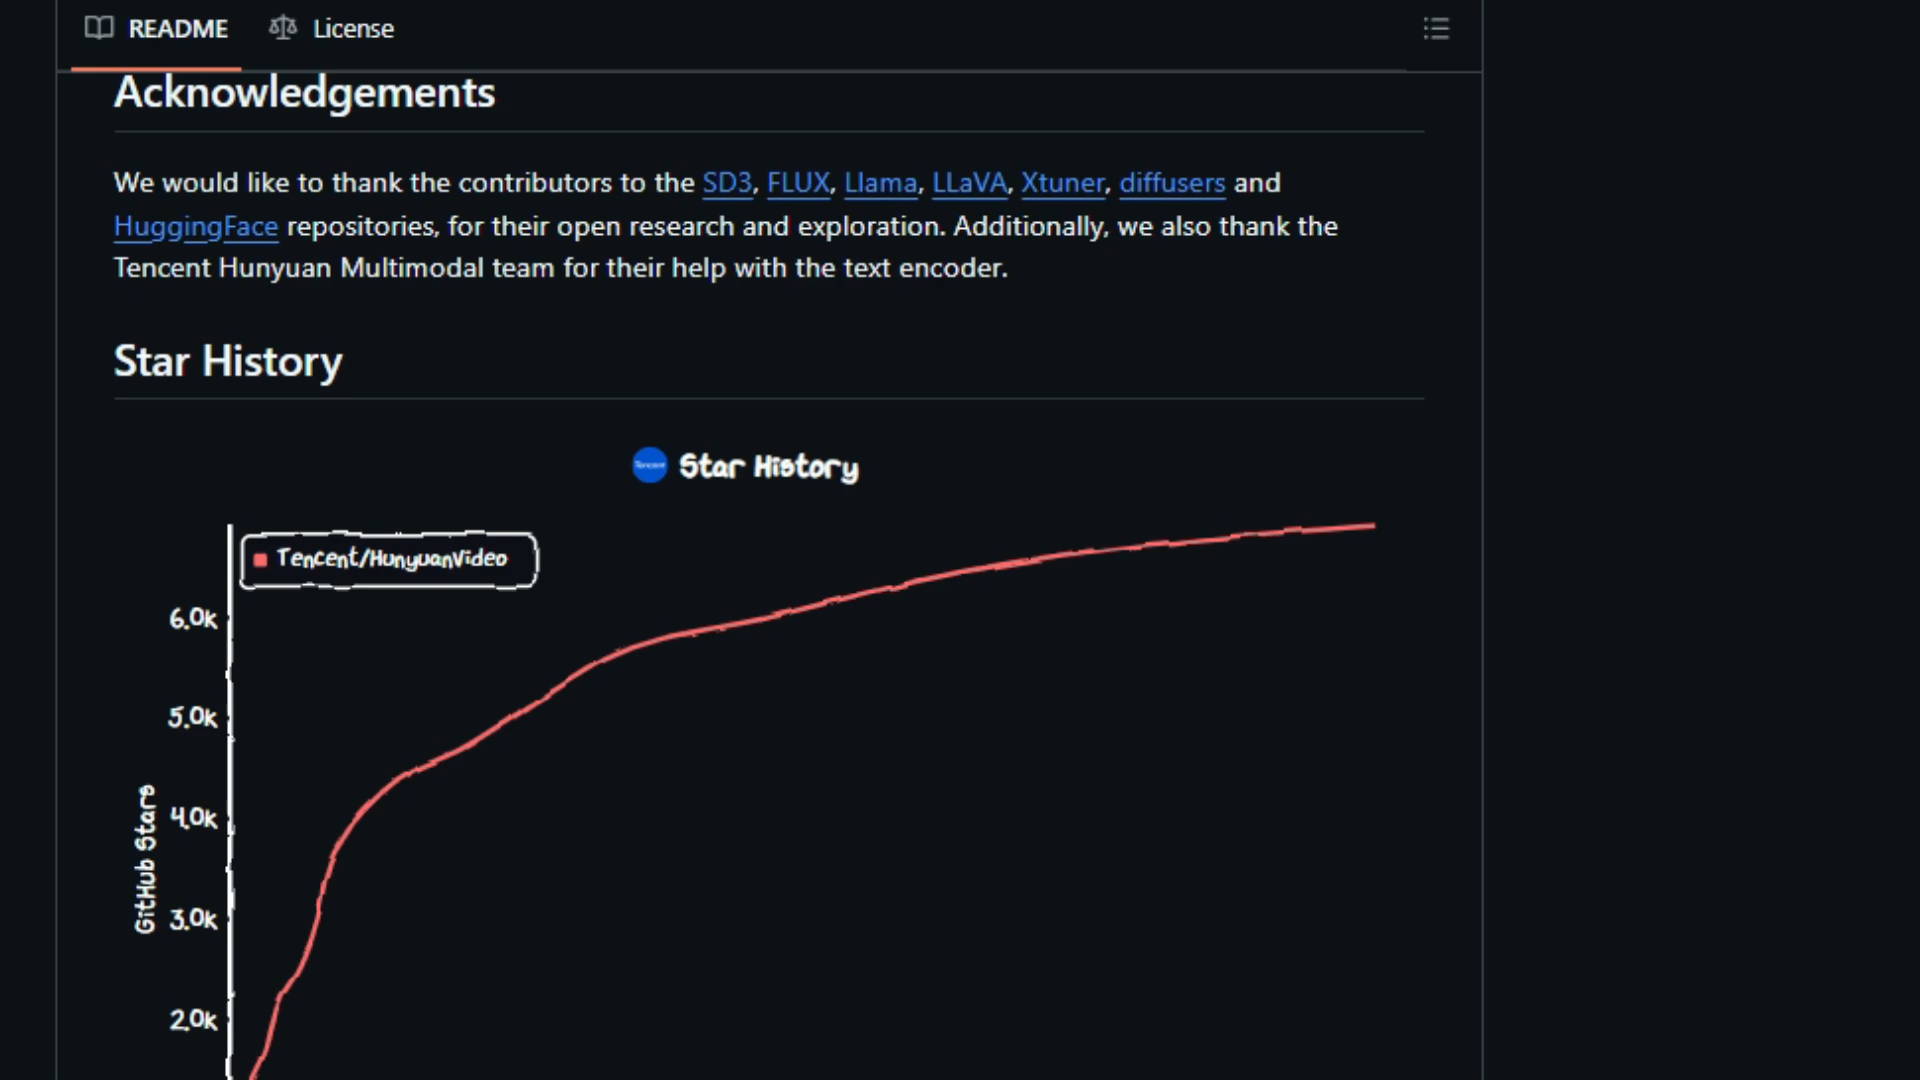 README License
Acknowledgements
We would like to thank the contributors to the SD3, FLUX, Llama, LLaVA, Xtuner, diffusers and
HuggingFace repositories, for their open research and exploration. Additionally, we also thank the
Tencent Hunyuan Multimodal team for their help with the text encoder.
Star History
Tencent Star History
Tencent/HunyuanVideo
6.0k
5.0k
4.0k
3.0k
2.0k
GitHub Stars